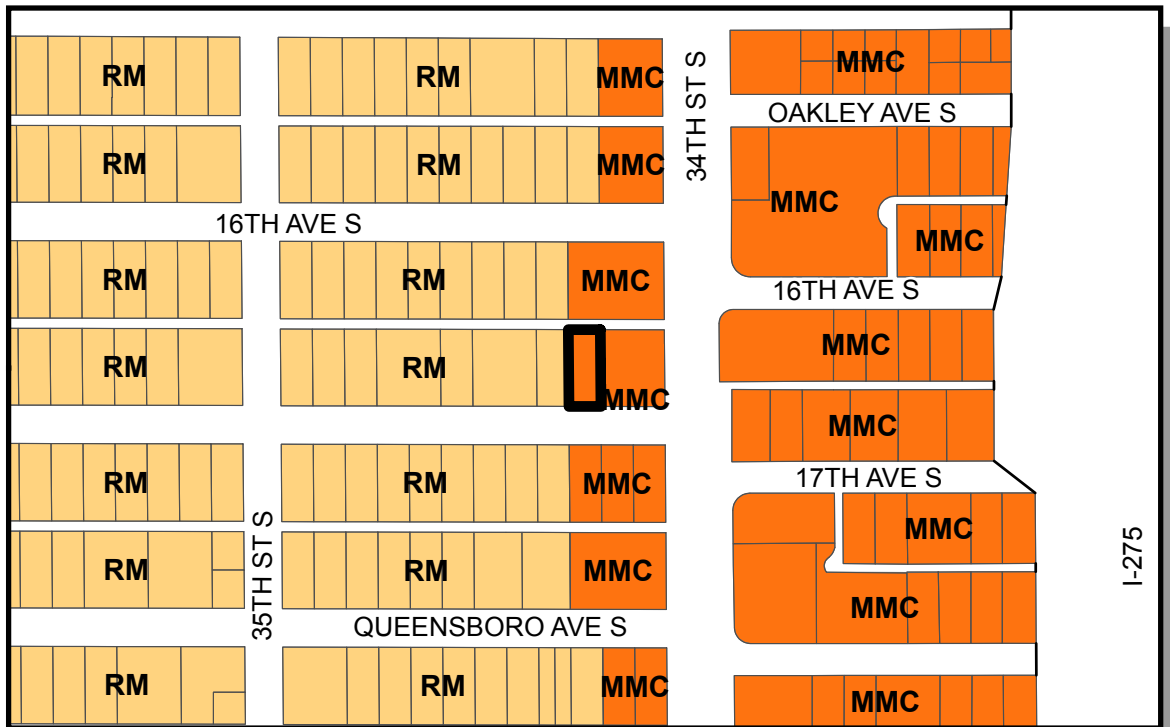 RM RM MMC MMC
34TH ST S
OAKLEY AVE S
RM RM MMC
MMC
16TH AVE S
MMC
RM RM MMC
16TH AVE S
RM RM MMC
MMC
MMC
17TH AVE S
RM RM MMC
MMC
35TH ST S
I-275
RM RM MMC
MMC
QUEENSBORO AVE S
RM RM MMC MMC